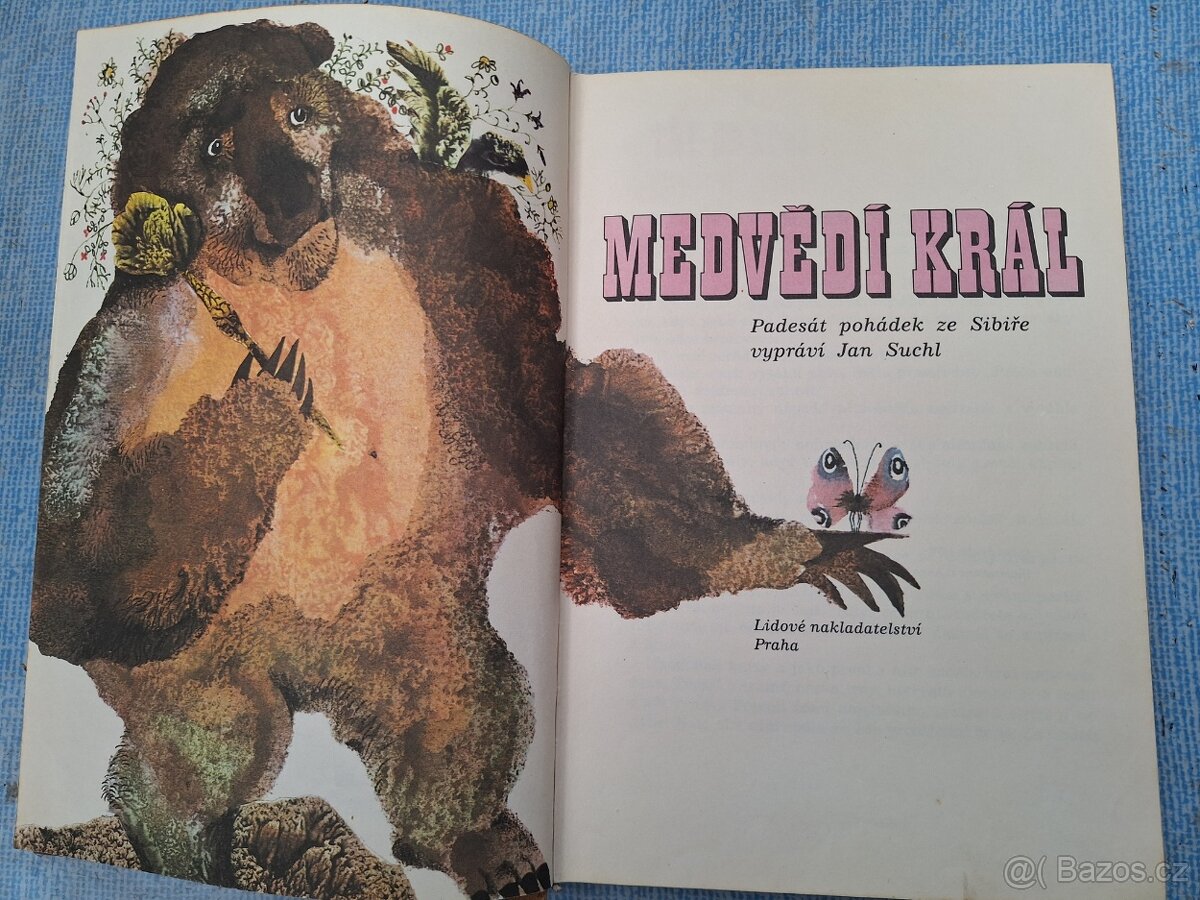 MEDVĚDÍ KRÁL
Padesát pohádek ze Sibiře
vypráví Jan Suchl
Lidové nakladatelství
Praha
Bazos.cz